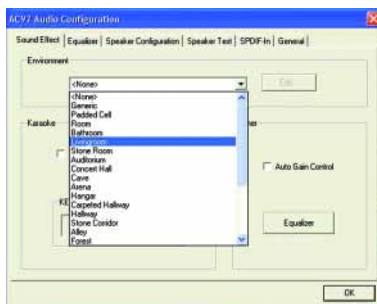 AC97 Audio Configuration
Sound Effect | Equalizer | Speaker Configuration | Speaker Test | SPDIF-In | General
Environment
<None>
Edit
<None>
Generic
Padded Cell
Room
Bathroom
Livingroom
Stone Room
Auditorium
Concert Hall
Cave
Arena
Hangar
Carpeted Hallway
Hallway
Stone Corridor
Alley
Forest
Karaoke
KE
Auto Gain Control
Equalizer
OK